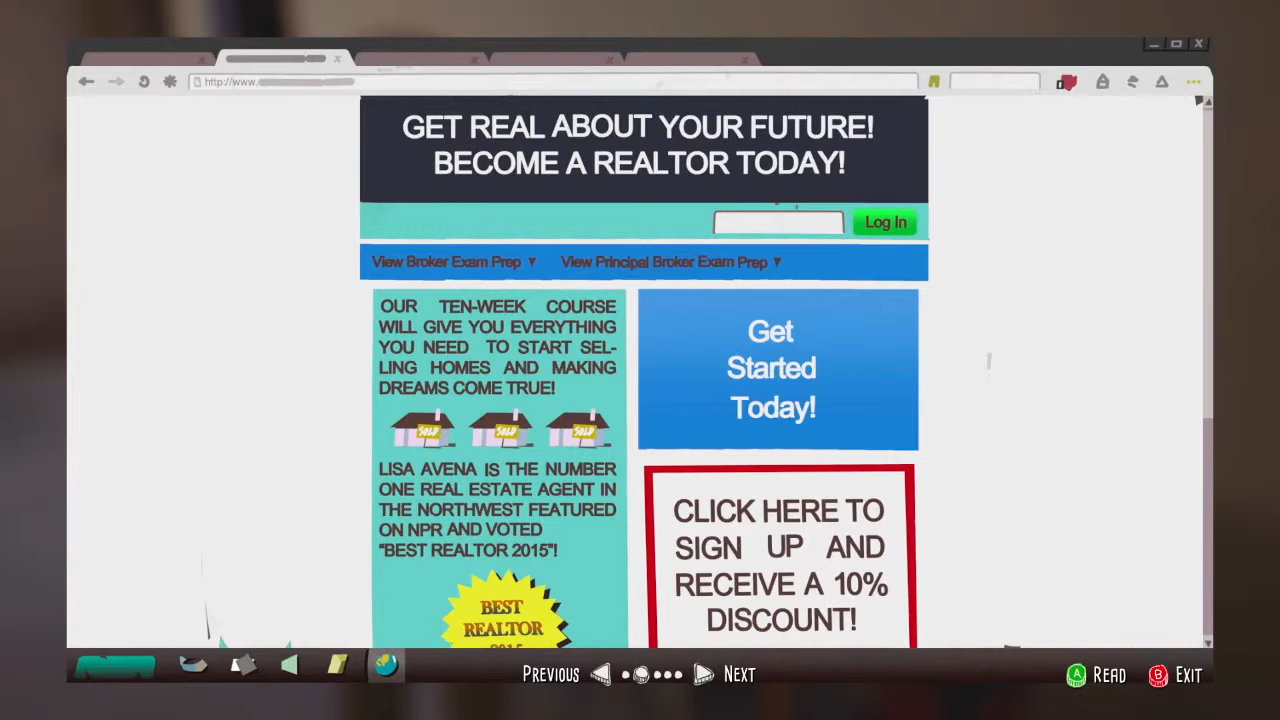 http://www.
GET REAL ABOUT YOUR FUTURE!
BECOME A REALTOR TODAY!
Log In
View Broker Exam Prep ▼ View Principal Broker Exam Prep ▼
OUR TEN-WEEK COURSE
WILL GIVE YOU EVERYTHING
YOU NEED TO START SEL-
LING HOMES AND MAKING
DREAMS COME TRUE!
SOLD SOLD SOLD
LISA AVENA IS THE NUMBER
ONE REAL ESTATE AGENT IN
THE NORTHWEST FEATURED
ON NPR AND VOTED
“BEST REALTOR 2015”!
BEST
REALTOR
2015
Get
Started
Today!
CLICK HERE TO
SIGN UP AND
RECEIVE A 10%
DISCOUNT!
PREVIOUS NEXT
A READ B EXIT